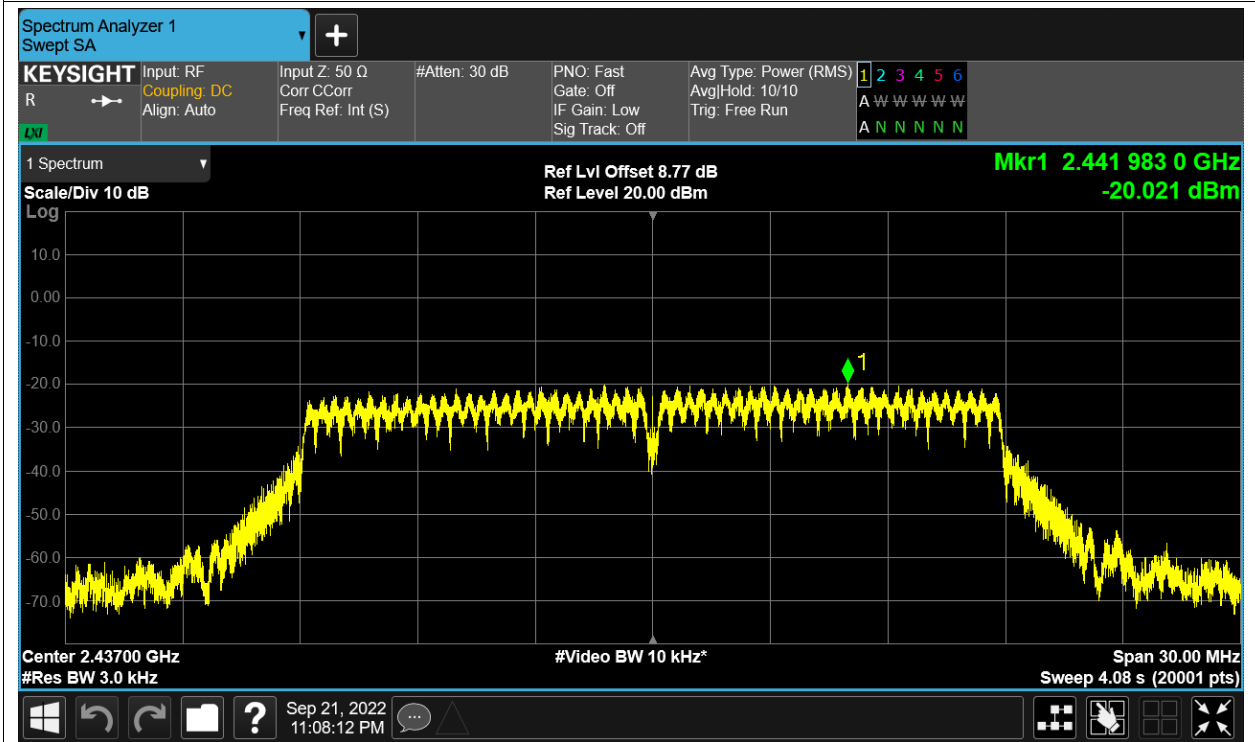 Spectrum Analyzer 1
Swept SA
KEYSIGHT
R
LXI
Input: RF
Coupling: DC
Align: Auto
Input Z: 50 Ω
Corr CCorr
Freq Ref: Int (S)
#Atten: 30 dB
PNO: Fast
Gate: Off
IF Gain: Low
Sig Track: Off
Avg Type: Power (RMS)
Avg|Hold: 10/10
Trig: Free Run
1 2 3 4 5 6
A W W W W W
A N N N N N
1 Spectrum
Scale/Div 10 dB
Ref Lvl Offset 8.77 dB
Ref Level 20.00 dBm
Mkr1 2.441 983 0 GHz
-20.021 dBm
Log
10.0
0.00
-10.0
-20.0
-30.0
-40.0
-50.0
-60.0
-70.0
1
Center 2.43700 GHz
#Res BW 3.0 kHz
#Video BW 10 kHz*
Span 30.00 MHz
Sweep 4.08 s (20001 pts)
?
Sep 21, 2022
11:08:12 PM